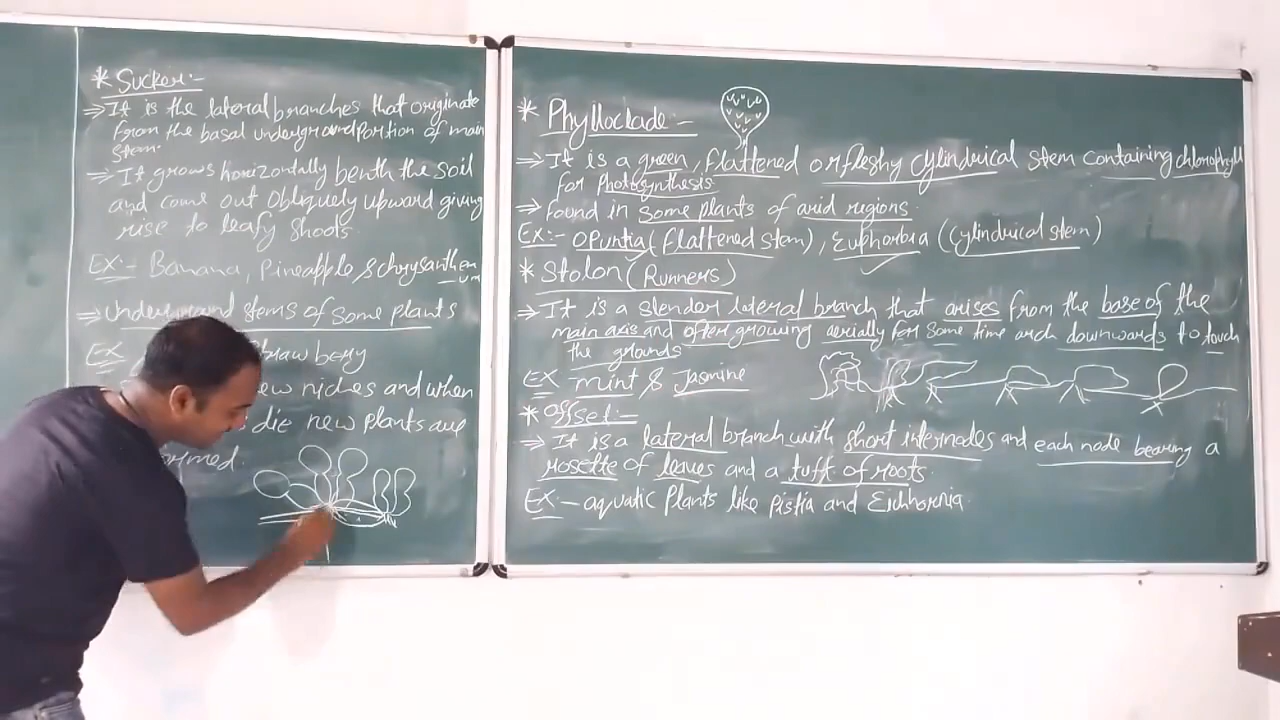 * Sucker:-
⇒ It is the lateral branches that originate
from the basal underground portion of main
stem.
⇒ It grows horizontally benth the soil
and come out obliquely upward giving
rise to leafy shoots.
EX:- Banana, Pineapple, & chrysanthemum
⇒ Underground stems of some plants
EX brawbery
new niches and when
die new plants are
formed.
* Phyllockade:-
⇒ It is a green, flattened or fleshy cylindrical stem containing chlorophyll
for Photosynthesis
⇒ found in some plants of arid regions.
EX:- Opuntia (flattened stem), Euphorbia (cylindrical stem)
* Stolon (Runners)
⇒ It is a slender lateral branch that arises from the base of the
main axis and often growing aerially for some time arch downwards to touch
the grounds
EX mint & Jasmine
* Offset:-
⇒ It is a lateral branch with short internodes and each node bearing a
rosette of leaves and a tuft of roots.
EX:- aquatic Plants like pistia and Eichhornia.